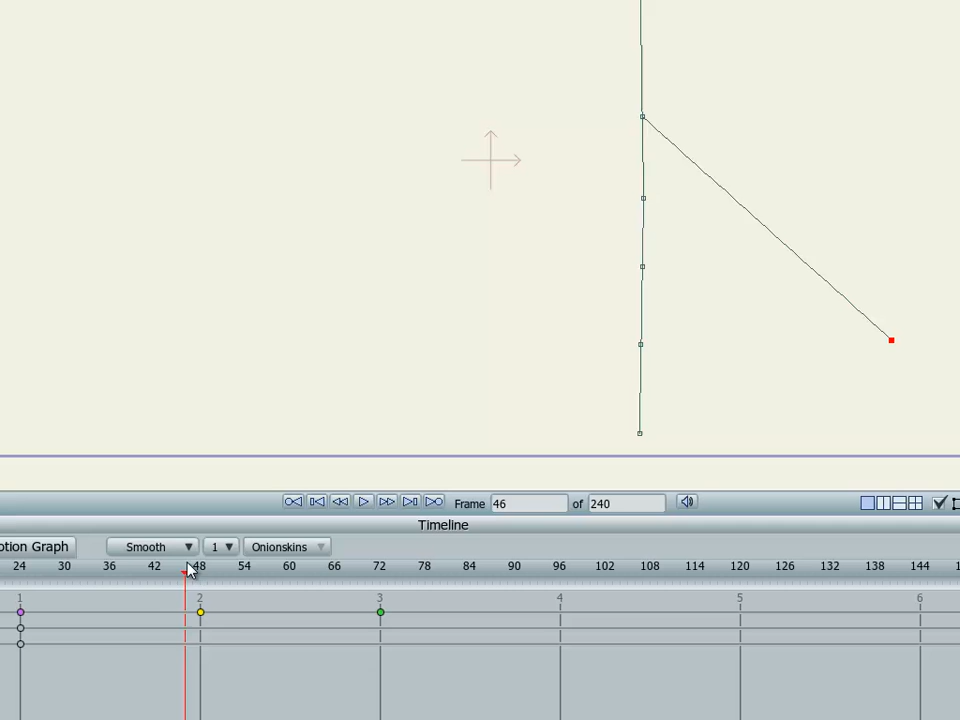 Frame 46 of 240
Timeline
otion Graph Smooth 1 Onionskins
24 30 36 42 48 54 60 66 72 78 84 90 96 102 108 114 120 126 132 138 144
1 2 3 4 5 6